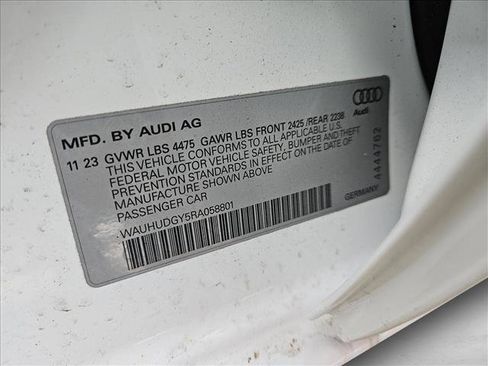 MFD. BY AUDI AG
Audi
11 23 GVWR LBS 4475 GAWR LBS FRONT 2425 /REAR 2238
THIS VEHICLE CONFORMS TO ALL APPLICABLE U.S.
FEDERAL MOTOR VEHICLE SAFETY, BUMPER AND THEFT
PREVENTION STANDARDS IN EFFECT ON THE DATE OF
MANUFACTURE SHOWN ABOVE
PASSENGER CAR
WAUHUDGY5RA058801
GERMANY
A444702